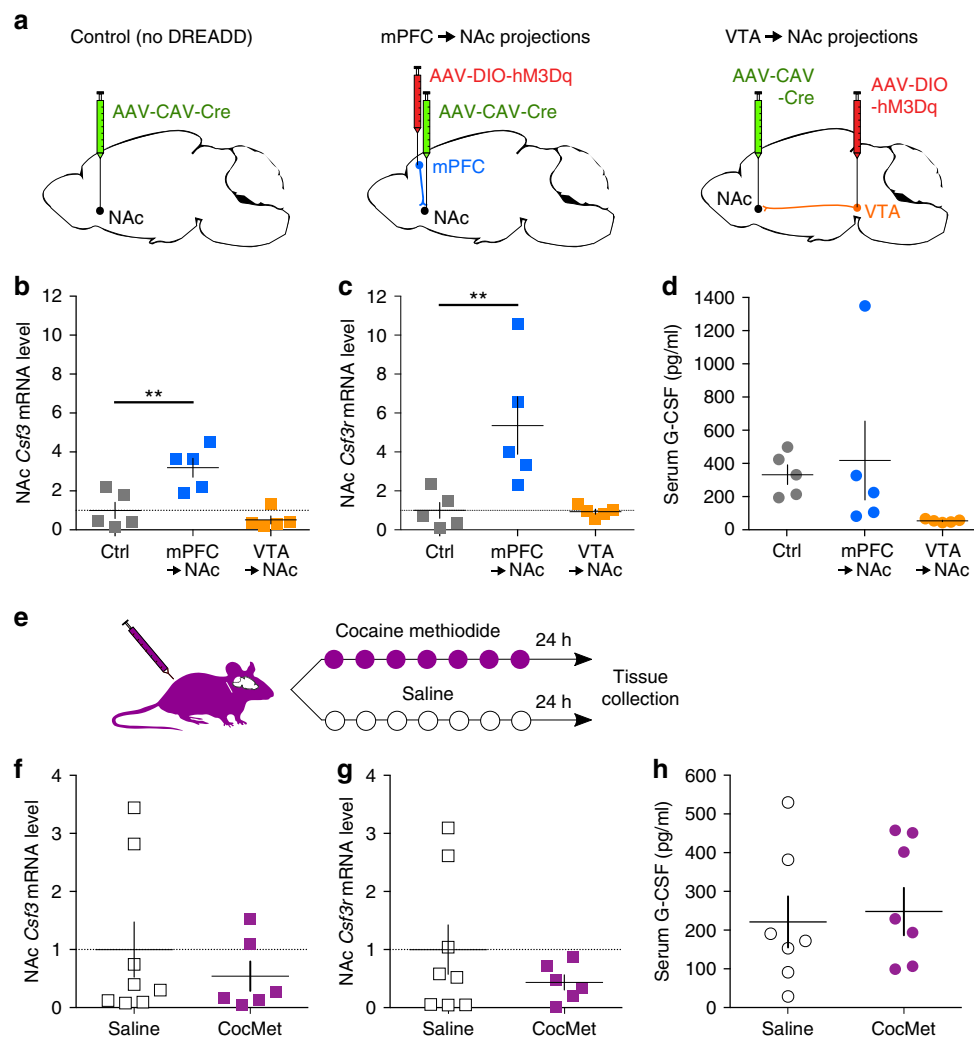 a
Control (no DREADD)
mPFC → NAc projections
VTA → NAc projections
AAV-CAV-Cre
NAc
AAV-DIO-hM3Dq
AAV-CAV-Cre
mPFC
NAc
AAV-CAV
-Cre
AAV-DIO
-hM3Dq
NAc
VTA
b
NAc Csf3 mRNA level
12
10
8
6
4
2
0
**
Ctrl
mPFC
→ NAc
VTA
→ NAc
c
NAc Csf3r mRNA level
12
10
8
6
4
2
0
**
Ctrl
mPFC
→ NAc
VTA
→ NAc
d
Serum G-CSF (pg/ml)
1400
1200
1000
800
600
400
200
0
Ctrl
mPFC
→ NAc
VTA
→ NAc
e
Cocaine methiodide
24 h
Saline
24 h
Tissue
collection
f
NAc Csf3 mRNA level
4
3
2
1
0
Saline
CocMet
g
NAc Csf3r mRNA level
4
3
2
1
0
Saline
CocMet
h
Serum G-CSF (pg/ml)
600
500
400
300
200
100
0
Saline
CocMet